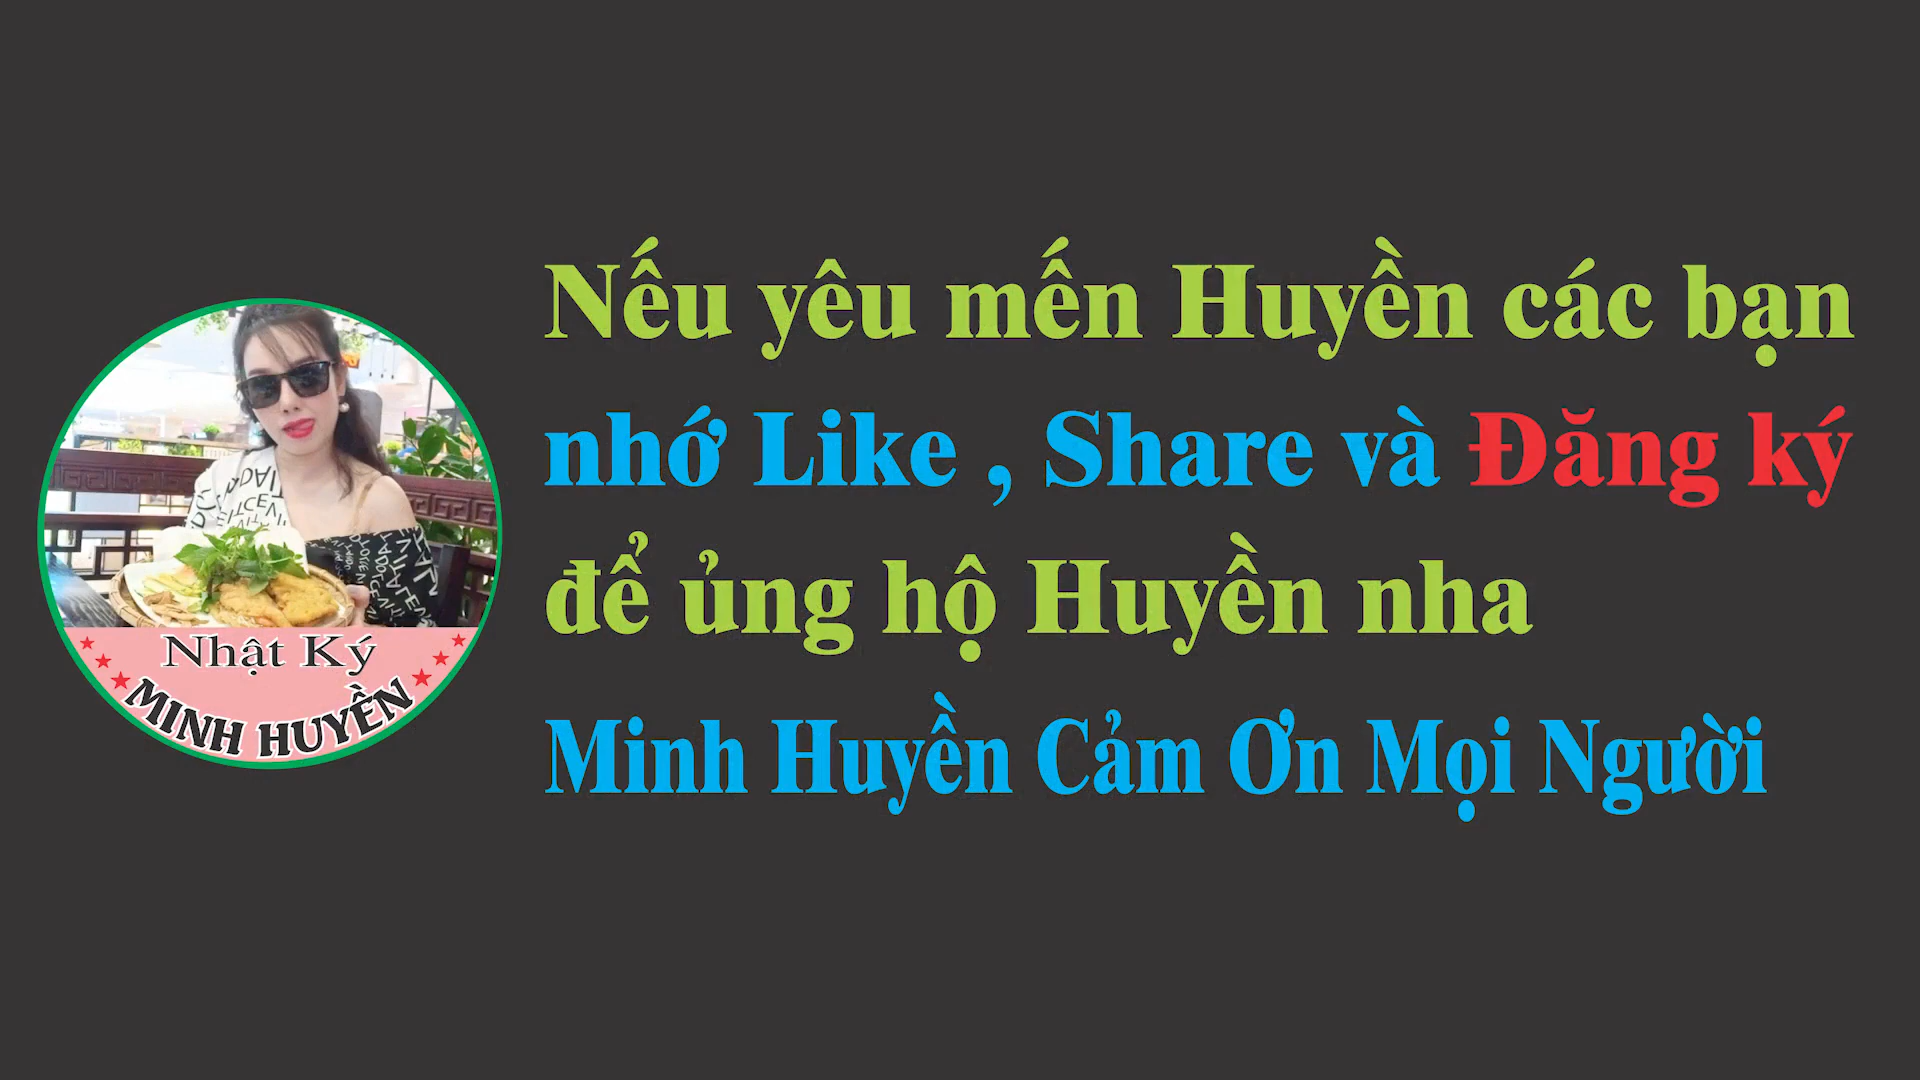 Nếu yêu mến Huyền các bạn
nhớ Like , Share và Đăng ký
để ủng hộ Huyền nha
Minh Huyền Cảm Ơn Mọi Người
Nhật Ký
MINH HUYỀN